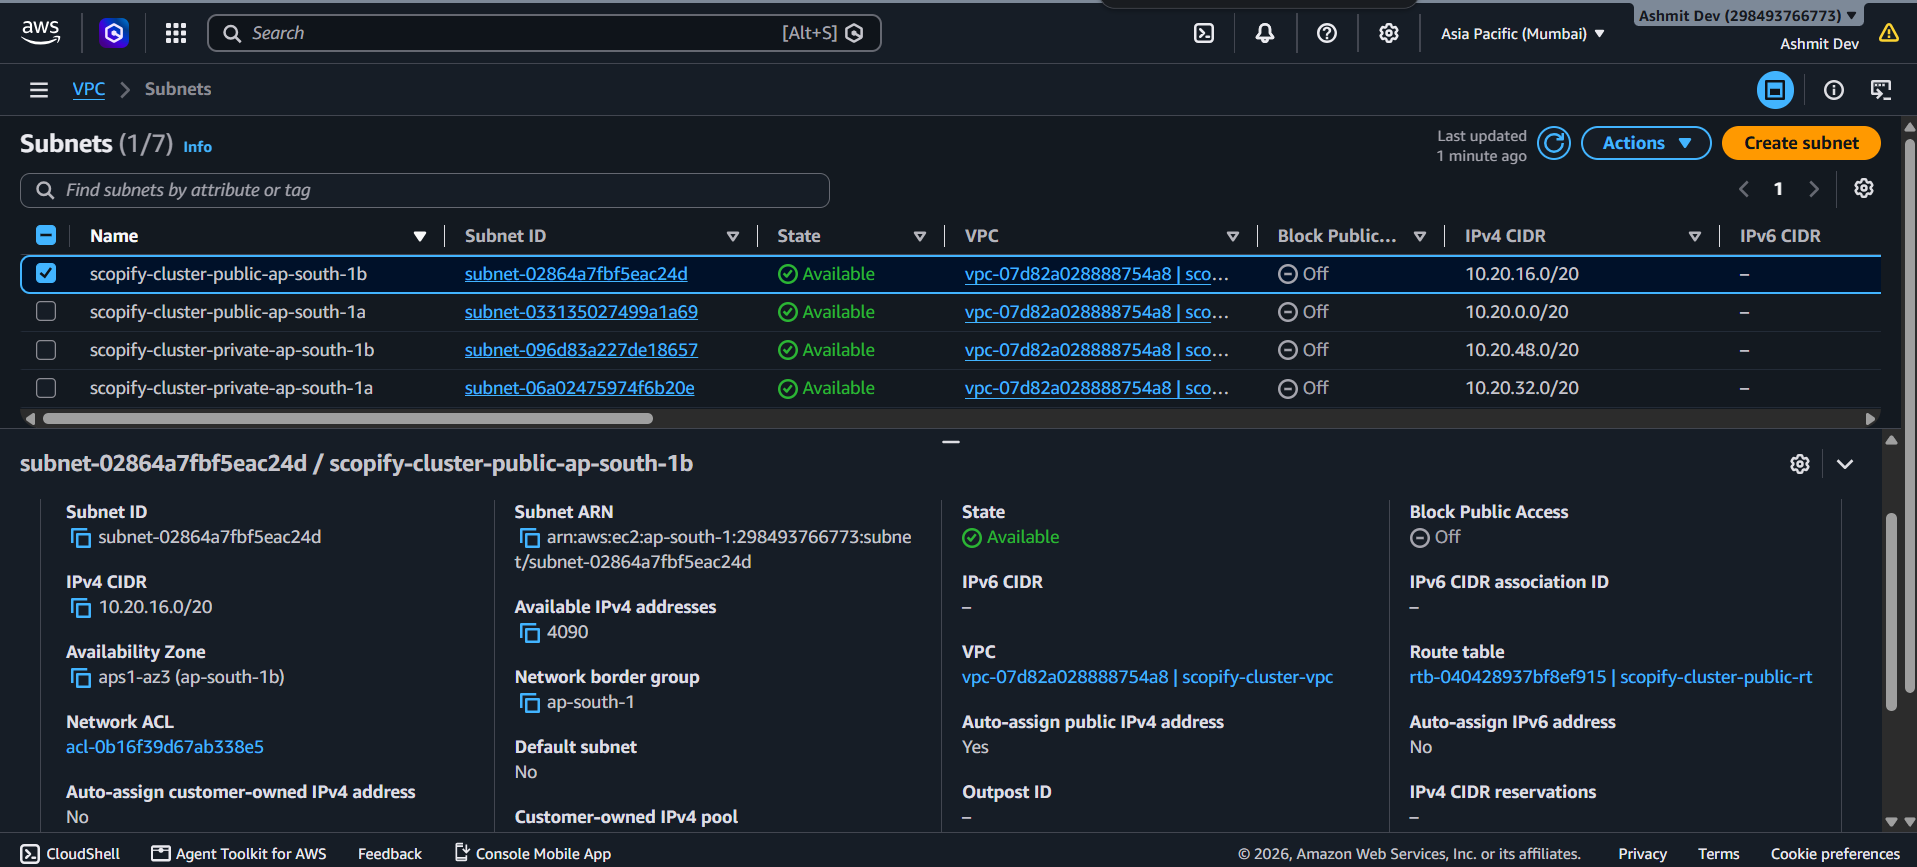 aws
Search
[Alt+S]
Asia Pacific (Mumbai)
Ashmit Dev (298493766773)
Ashmit Dev
VPC
Subnets
Subnets (1/7) Info
Last updated
1 minute ago
Actions
Create subnet
Find subnets by attribute or tag
1
Name Subnet ID State VPC Block Public... IPv4 CIDR IPv6 CIDR
scopify-cluster-public-ap-south-1b subnet-02864a7fbf5eac24d Available vpc-07d82a028888754a8 | sco... Off 10.20.16.0/20 –
scopify-cluster-public-ap-south-1a subnet-033135027499a1a69 Available vpc-07d82a028888754a8 | sco... Off 10.20.0.0/20 –
scopify-cluster-private-ap-south-1b subnet-096d83a227de18657 Available vpc-07d82a028888754a8 | sco... Off 10.20.48.0/20 –
scopify-cluster-private-ap-south-1a subnet-06a02475974f6b20e Available vpc-07d82a028888754a8 | sco... Off 10.20.32.0/20 –
subnet-02864a7fbf5eac24d / scopify-cluster-public-ap-south-1b
Subnet ID
subnet-02864a7fbf5eac24d
IPv4 CIDR
10.20.16.0/20
Availability Zone
aps1-az3 (ap-south-1b)
Network ACL
acl-0b16f39d67ab338e5
Auto-assign customer-owned IPv4 address
No
Subnet ARN
arn:aws:ec2:ap-south-1:298493766773:subne
t/subnet-02864a7fbf5eac24d
Available IPv4 addresses
4090
Network border group
ap-south-1
Default subnet
No
Customer-owned IPv4 pool
State
Available
IPv6 CIDR
–
VPC
vpc-07d82a028888754a8 | scopify-cluster-vpc
Auto-assign public IPv4 address
Yes
Outpost ID
–
Block Public Access
Off
IPv6 CIDR association ID
–
Route table
rtb-040428937bf8ef915 | scopify-cluster-public-rt
Auto-assign IPv6 address
No
IPv4 CIDR reservations
–
CloudShell Agent Toolkit for AWS Feedback Console Mobile App © 2026, Amazon Web Services, Inc. or its affiliates. Privacy Terms Cookie preferences